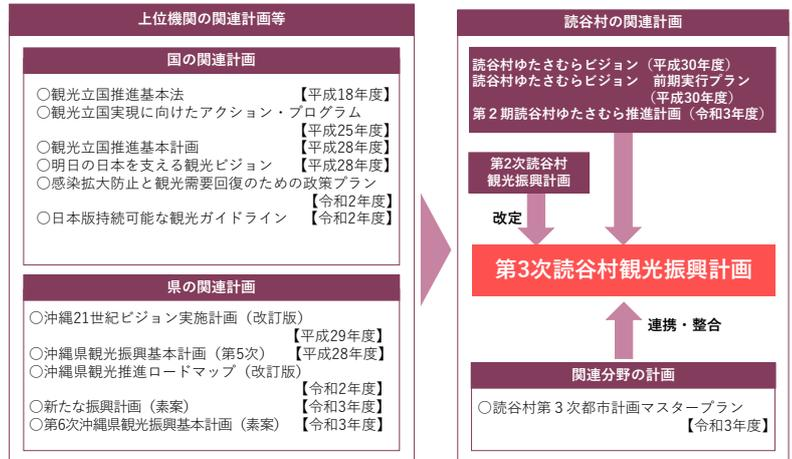 上位機関の関連計画等
国の関連計画
〇観光立国推進基本法 【平成18年度】
〇観光立国実現に向けたアクション・プログラム
【平成25年度】
〇観光立国推進基本計画 【平成28年度】
〇明日の日本を支える観光ビジョン 【平成28年度】
〇感染拡大防止と観光需要回復のための政策プラン
【令和2年度】
〇日本版持続可能な観光ガイドライン 【令和2年度】
県の関連計画
〇沖縄21世紀ビジョン実施計画（改訂版）
【平成29年度】
〇沖縄県観光振興基本計画（第5次） 【平成28年度】
〇沖縄県観光推進ロードマップ（改訂版）
【令和2年度】
〇新たな振興計画（素案） 【令和3年度】
〇第6次沖縄県観光振興基本計画（素案） 【令和3年度】
読谷村の関連計画
読谷村ゆたさむらビジョン（平成30年度）
読谷村ゆたさむらビジョン 前期実行プラン
（平成30年度）
第２期読谷村ゆたさむら推進計画（令和3年度）
第2次読谷村
観光振興計画
改定
第3次読谷村観光振興計画
連携・整合
関連分野の計画
〇読谷村第３次都市計画マスタープラン
【令和3年度】